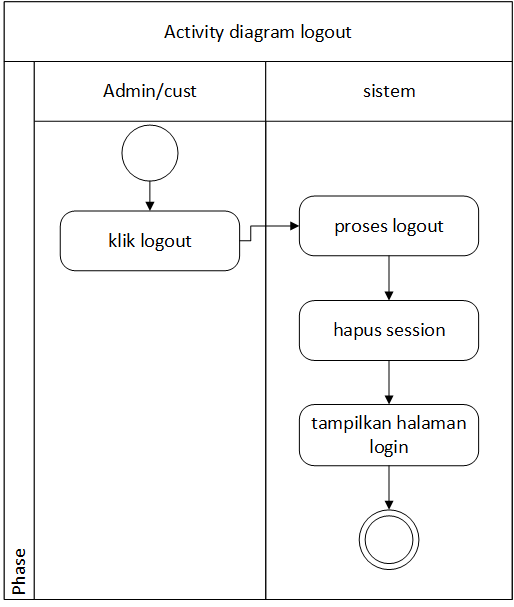 Activity diagram logout
Admin/cust
sistem
klik logout
proses logout
hapus session
tampilkan halaman
login
Phase